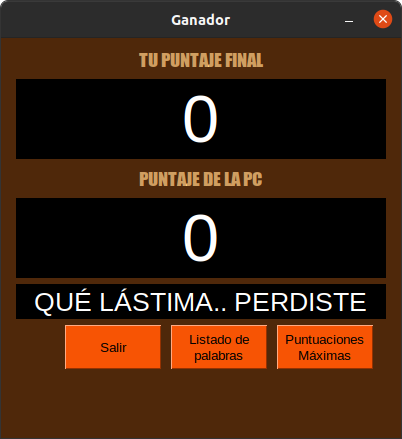 Ganador
TU PUNTAJE FINAL
0
PUNTAJE DE LA PC
0
QUÉ LÁSTIMA.. PERDISTE
Salir
Listado de
palabras
Puntuaciones
Máximas